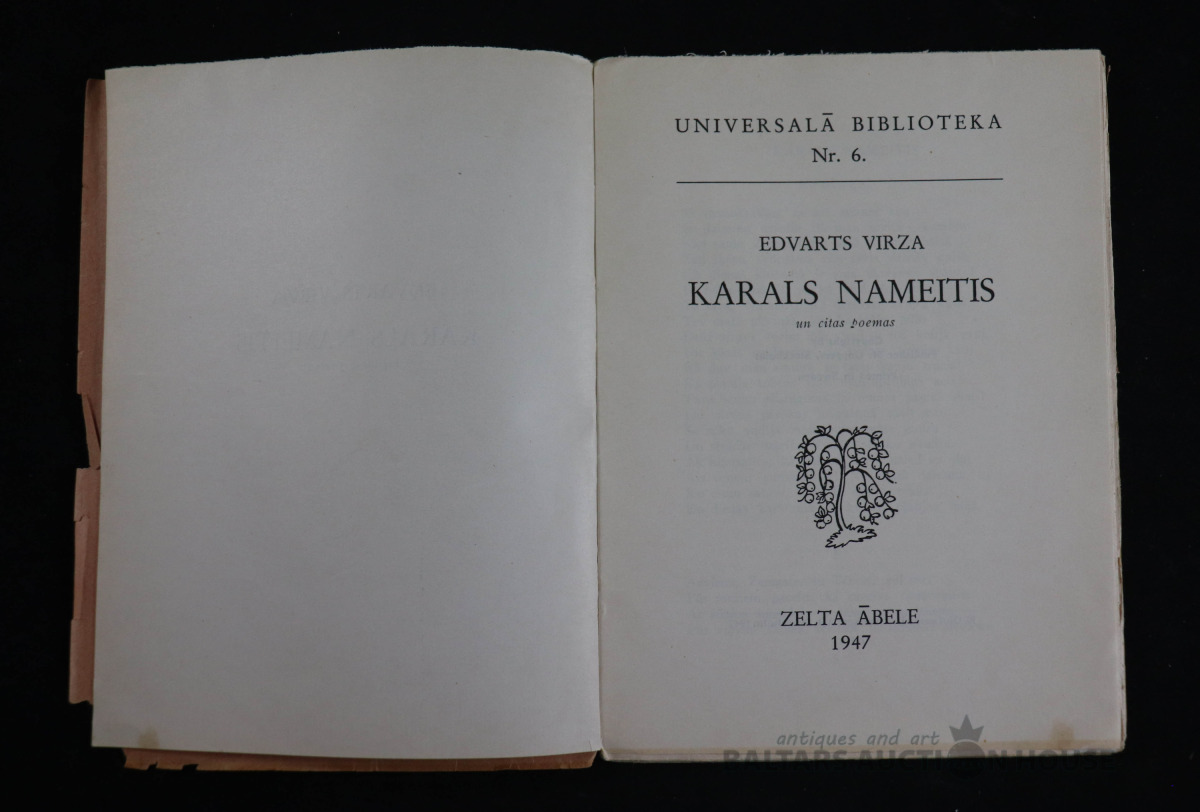 UNIVERSALĀ BIBLIOTEKA
Nr. 6.
EDVARTS VIRZA
KARALS NAMEITIS
un citas poemas
ZELTA ĀBELE
1947
antiques and art
BALTARS AUCTION HOUSE